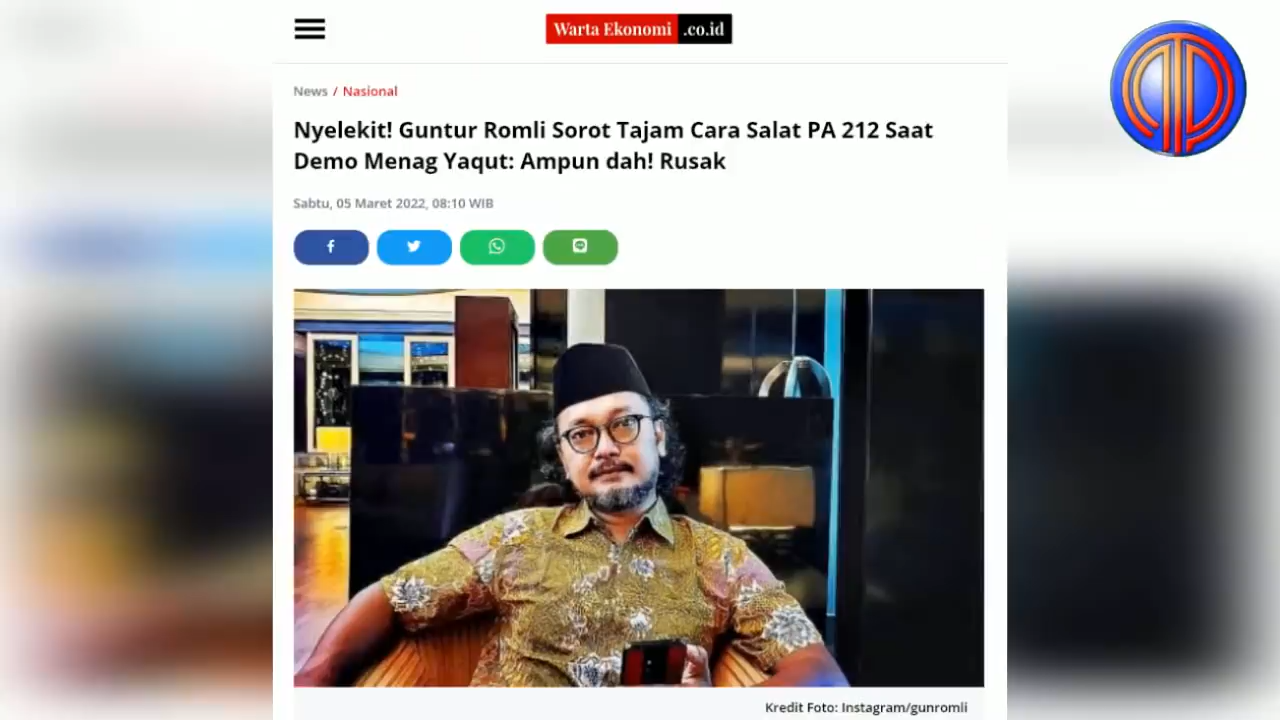 Warta Ekonomi .co.id
News / Nasional
Nyelekit! Guntur Romli Sorot Tajam Cara Salat PA 212 Saat
Demo Menag Yaqut: Ampun dah! Rusak
Sabtu, 05 Maret 2022, 08:10 WIB
Kredit Foto: Instagram/gunromli